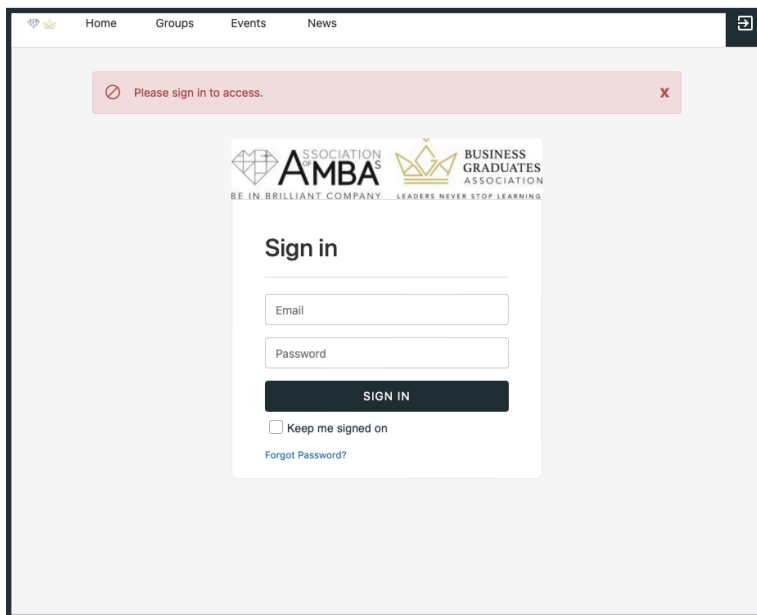 Home Groups Events News
Please sign in to access. X
ASSOCIATION OF AMBAs
BE IN BRILLIANT COMPANY
BUSINESS
GRADUATES
ASSOCIATION
LEADERS NEVER STOP LEARNING
Sign in
Email
Password
SIGN IN
Keep me signed on
Forgot Password?